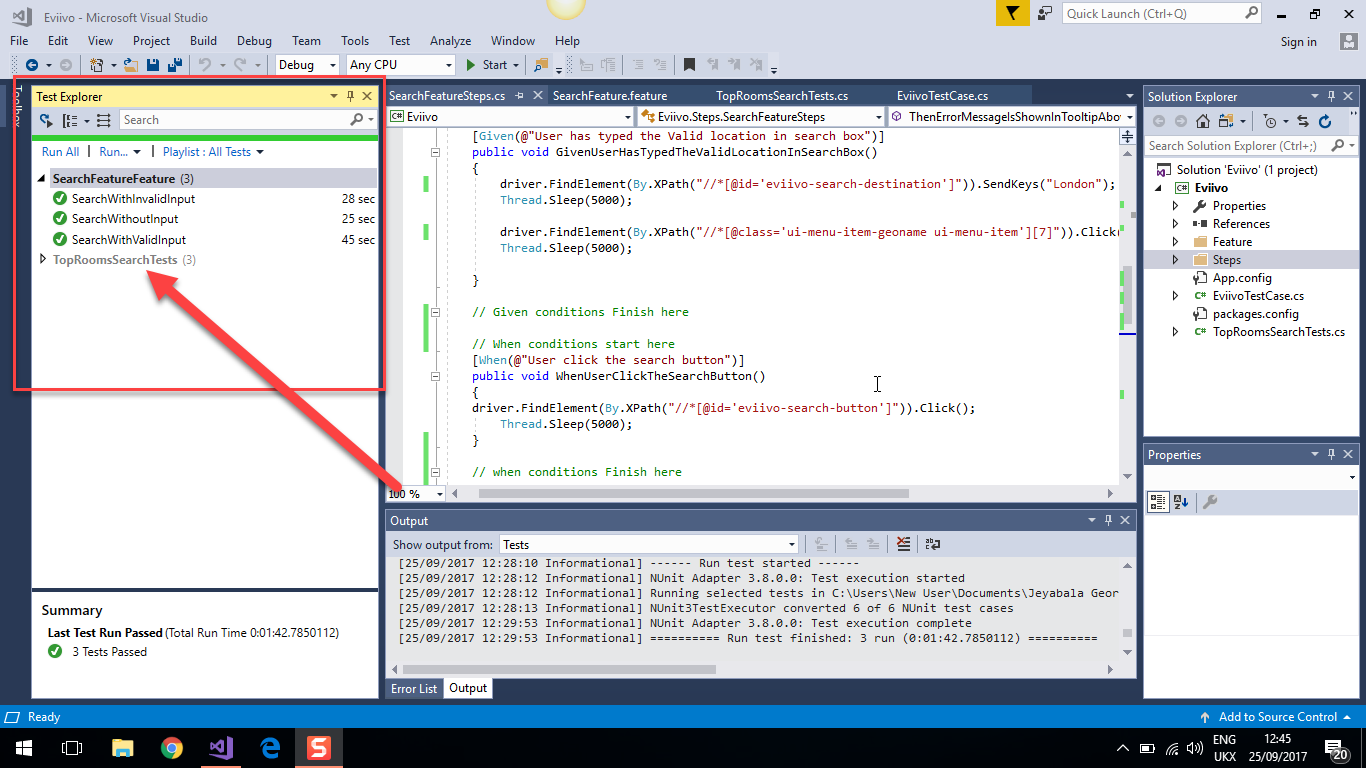 Eviivo - Microsoft Visual Studio
Quick Launch (Ctrl+Q)
File Edit View Project Build Debug Team Tools Test Analyze Window Help
Sign in
Debug Any CPU Start
Toolbox
Test Explorer
Search
Run All | Run... | Playlist : All Tests
SearchFeatureFeature (3)
SearchWithInvalidInput 28 sec
SearchWithoutInput 25 sec
SearchWithValidInput 45 sec
TopRoomsSearchTests (3)
Summary
Last Test Run Passed (Total Run Time 0:01:42.7850112)
3 Tests Passed
SearchFeatureSteps.cs SearchFeature.feature TopRoomsSearchTests.cs EviivoTestCase.cs
Eviivo Eviivo.Steps.SearchFeatureSteps ThenErrorMessageIsShownInTooltipAbov
[Given(@"User has typed the Valid location in search box")]
public void GivenUserHasTypedTheValidLocationInSearchBox()
{
driver.FindElement(By.XPath("//*[@id='eviivo-search-destination']")).SendKeys("London");
Thread.Sleep(5000);
driver.FindElement(By.XPath("//*[@class='ui-menu-item-geoname ui-menu-item'][7]")).Click(
Thread.Sleep(5000);
}
// Given conditions Finish here
// When conditions start here
[When(@"User click the search button")]
public void WhenUserClickTheSearchButton()
{
driver.FindElement(By.XPath("//*[@id='eviivo-search-button']")).Click();
Thread.Sleep(5000);
}
// when conditions Finish here
100 %
Output
Show output from: Tests
[25/09/2017 12:28:10 Informational] ------ Run test started ------
[25/09/2017 12:28:12 Informational] NUnit Adapter 3.8.0.0: Test execution started
[25/09/2017 12:28:12 Informational] Running selected tests in C:\Users\New User\Documents\Jeyabala Geor
[25/09/2017 12:28:13 Informational] NUnit3TestExecutor converted 6 of 6 NUnit test cases
[25/09/2017 12:29:53 Informational] NUnit Adapter 3.8.0.0: Test execution complete
[25/09/2017 12:29:53 Informational] ========== Run test finished: 3 run (0:01:42.7850112) ==========
Error List Output
Solution Explorer
Search Solution Explorer (Ctrl+;)
Solution 'Eviivo' (1 project)
C# Eviivo
Properties
References
Feature
Steps
App.config
C# EviivoTestCase.cs
packages.config
C# TopRoomsSearchTests.cs
Properties
Ready
Add to Source Control
ENG
UKX
12:45
25/09/2017
20